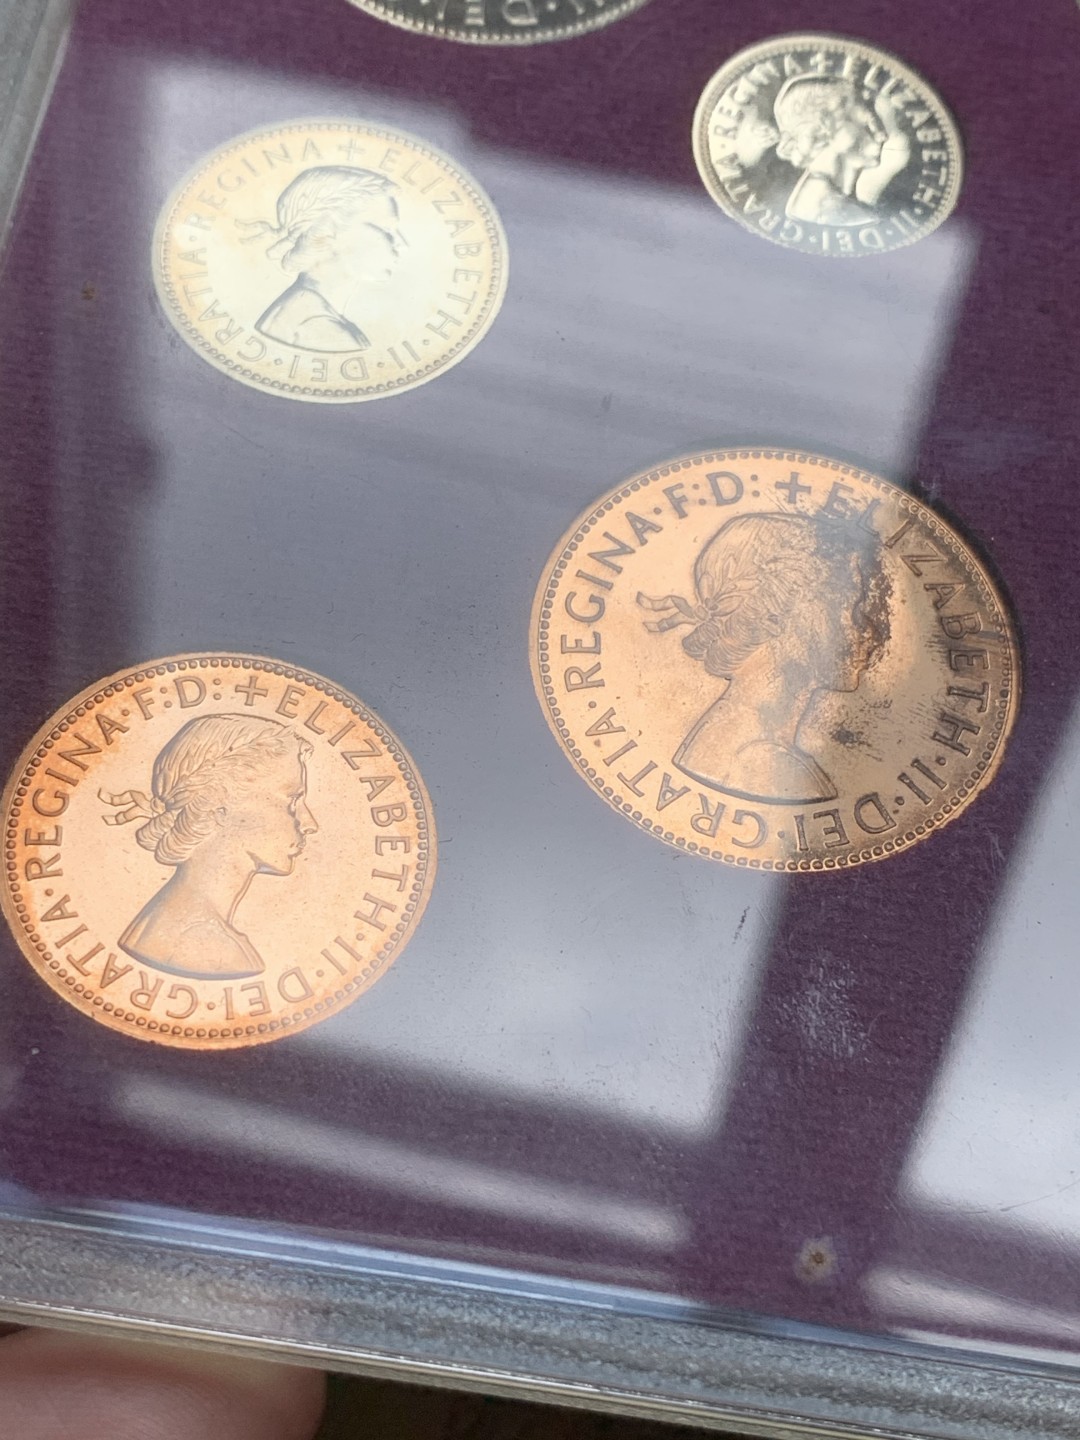 DEI
+ ELIZABETH · II · DEI · GRATIA · REGINA
+ ELIZABETH · II · DEI · GRATIA · REGINA
+ ELIZABETH · II · DEI · GRATIA · REGINA · F: D:
+ ELIZABETH · II · DEI · GRATIA · REGINA · F: D: